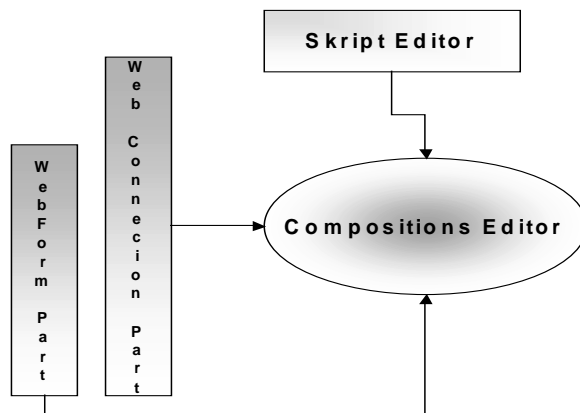 Skript Editor
Web Connecion Part
WebForm Part
Compositions Editor